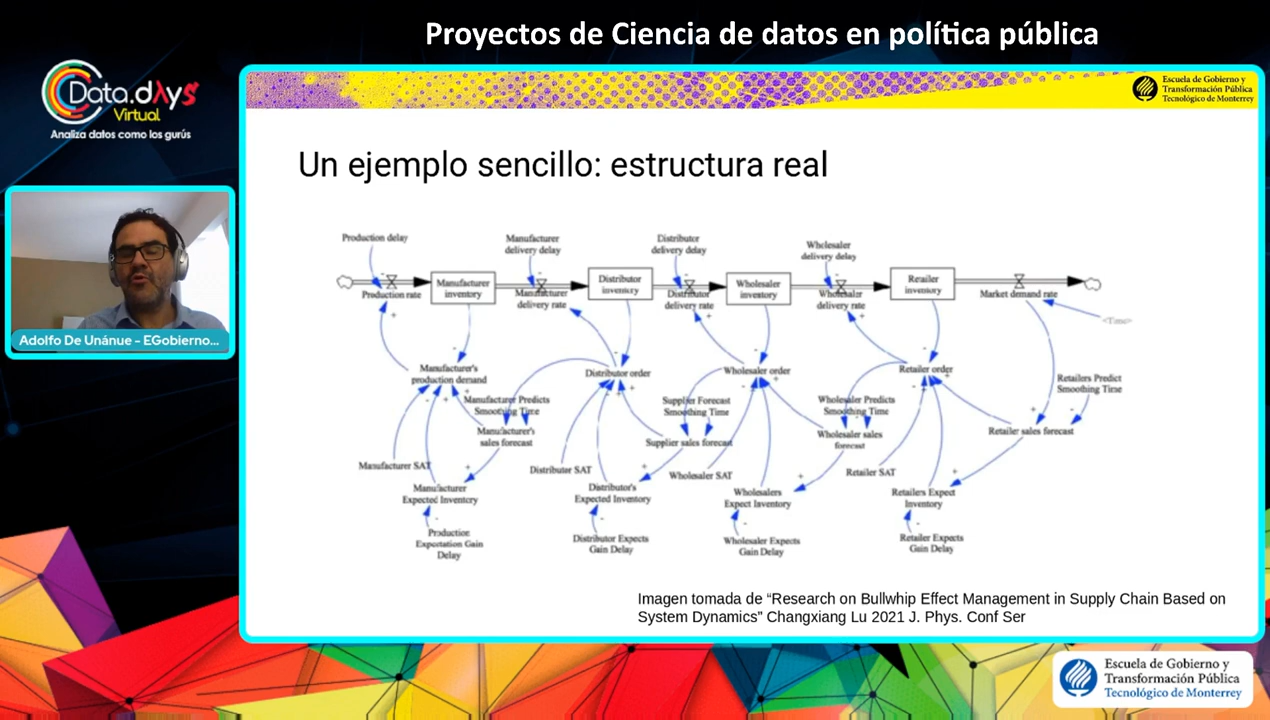 Proyectos de Ciencia de datos en política pública
Data.dλys
Virtual
Analiza datos como los gurús
Adolfo De Unánue - EGobierno...
Escuela de Gobierno y
Transformación Pública
Tecnológico de Monterrey
Un ejemplo sencillo: estructura real
Production delay
Manufacturer
delivery delay
Distributor
delivery delay
Wholesaler
delivery delay
Production rate
Manufacturer
inventory
Manufacturer
delivery rate
Distributor
inventory
Distributor
delivery rate
Wholesaler
inventory
Wholesaler
delivery rate
Retailer
inventory
Market demand rate
<Time>
Manufacturer's
production demand
Distributor order
Wholesaler order
Retailer order
Retailers Predict
Smoothing Time
Manufacturer Predicts
Smoothing Time
Supplier Forecast
Smoothing Time
Wholesaler Predicts
Smoothing Time
Manufacturer's
sales forecast
Supplier sales forecast
Wholesaler sales
forecast
Retailer sales forecast
Manufacturer SAT
Distributor SAT
Wholesaler SAT
Retailer SAT
Manufacturer
Expected Inventory
Distributor's
Expected Inventory
Wholesalers
Expect Inventory
Retailers Expect
Inventory
Production
Expectation Gain
Delay
Distributor Expects
Gain Delay
Wholesaler Expects
Gain Delay
Retailer Expects
Gain Delay
Imagen tomada de “Research on Bullwhip Effect Management in Supply Chain Based on
System Dynamics” Changxiang Lu 2021 J. Phys. Conf Ser
Escuela de Gobierno y
Transformación Pública
Tecnológico de Monterrey